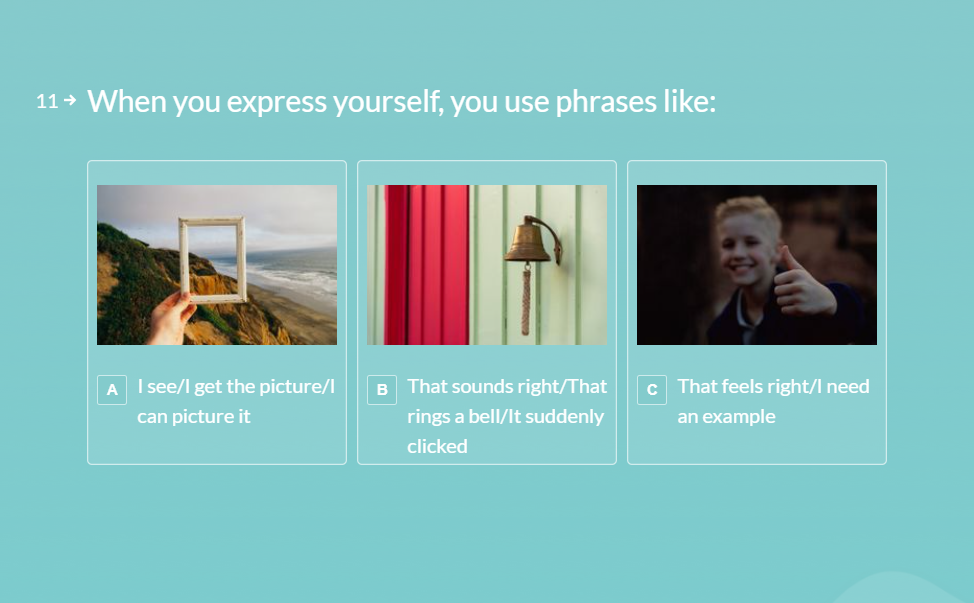 11→ When you express yourself, you use phrases like:
A I see/I get the picture/I
can picture it
B That sounds right/That
rings a bell/It suddenly
clicked
C That feels right/I need
an example